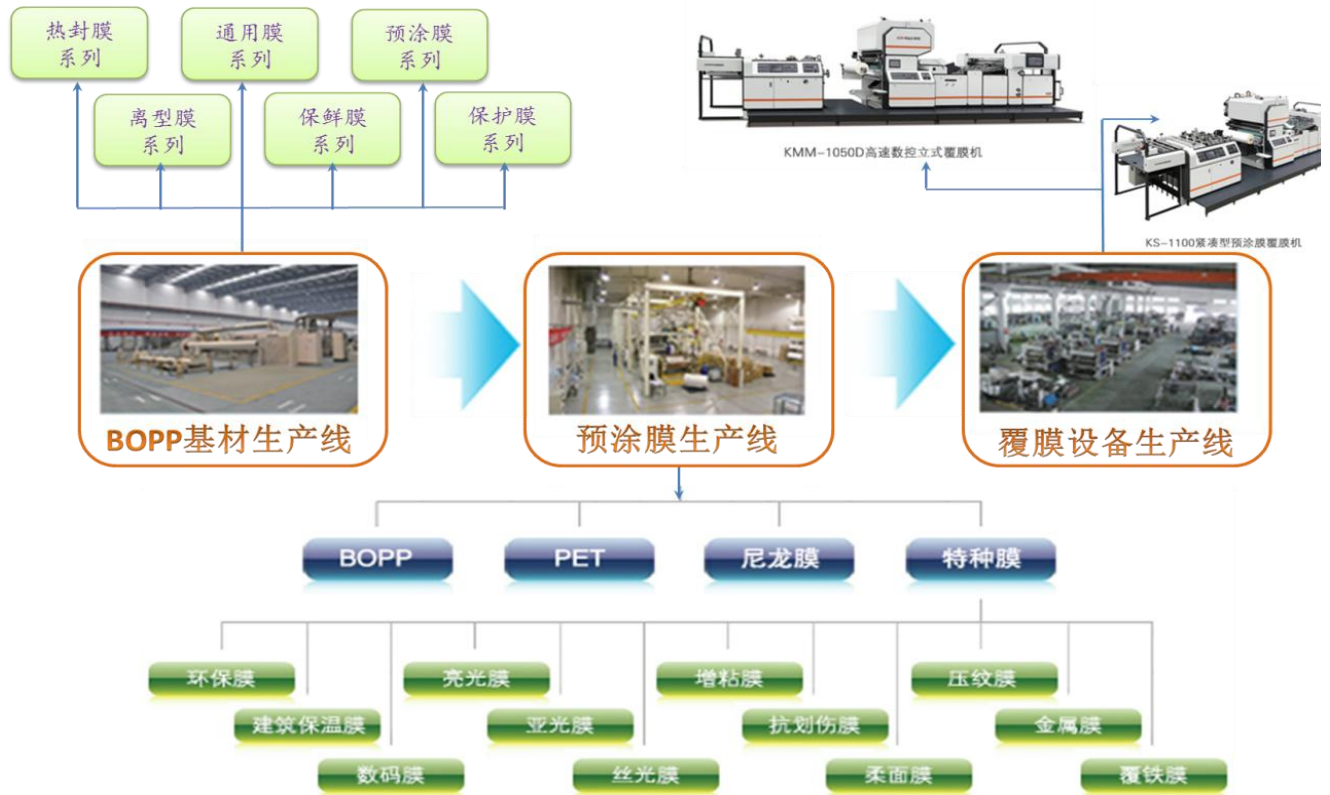 热封膜
系列
通用膜
系列
预涂膜
系列
离型膜
系列
保鲜膜
系列
保护膜
系列
KMM-1050D高速数控立式覆膜机
KS-1100紧凑型预涂膜覆膜机
BOPP基材生产线
预涂膜生产线
覆膜设备生产线
BOPP
PET
尼龙膜
特种膜
环保膜
亮光膜
增粘膜
压纹膜
建筑保温膜
亚光膜
抗划伤膜
金属膜
数码膜
丝光膜
柔面膜
覆铁膜